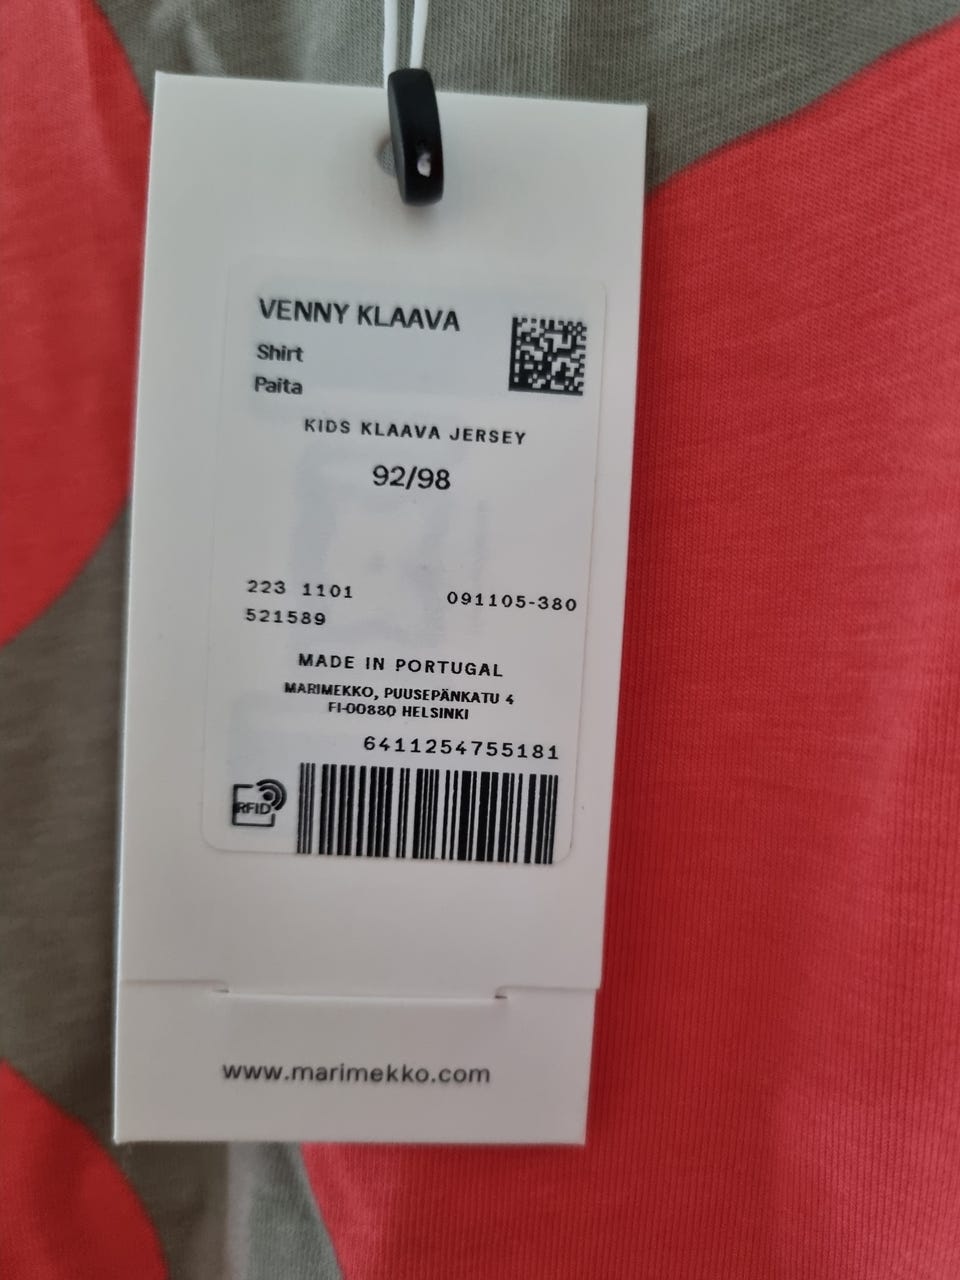 VENNY KLAAVA
Shirt
Paita
KIDS KLAAVA JERSEY
92/98
223 1101
091105-380
521589
MADE IN PORTUGAL
MARIMEKKO, PUUSEPÄNKATU 4
FI-00880 HELSINKI
6411254755181
RFID
www.marimekko.com